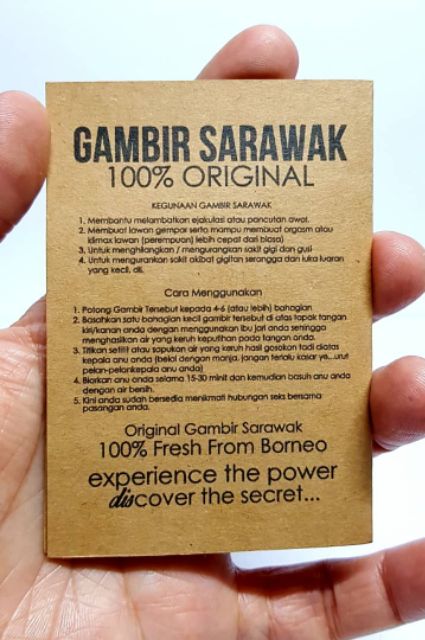 GAMBIR SARAWAK
100% ORIGINAL
KEGUNAAN GAMBIR SARAWAK
1. Membantu melambatkan ejakulasi atau pancutan awal.
2. Membuat lawan gempar serta mampu membuat orgasm atau
klimax lawan (perempuan) lebih cepat dari biasa)
3. Untuk menghilangkan / mengurangkan sakit gigi dan gusi
4. Untuk mengurangkan sakit akibat gigitan serangga dan luka luaran
yang kecil, dll.
Cara Menggunakan
1. Potong Gambir Tersebut kepada 4-6 (atau lebih) bahagian
2. Basahkan satu bahagian kecil gambir tersebut di atas tapak tangan
kiri/kanan anda dengan menggunakan ibu jari anda sehingga
menghasilkan air yang keruh keputihan pada tangan anda.
3. Titikan setitit atau sapukan air yang keruh hasil gosokan tadi diatas
kepala anu anda (belai dengan manja, jangan terlalu kasar ye...urut
pelan-pelonkepala anu anda)
4. Biarkan anu anda selama 15-30 minit dan kemudian basuh anu anda
dengan air bersih.
5. Kini anda sudah bersedia menikmati hubungan seks bersama
pasangan anda.
Original Gambir Sarawak
100% Fresh From Borneo
experience the power
discover the secret...